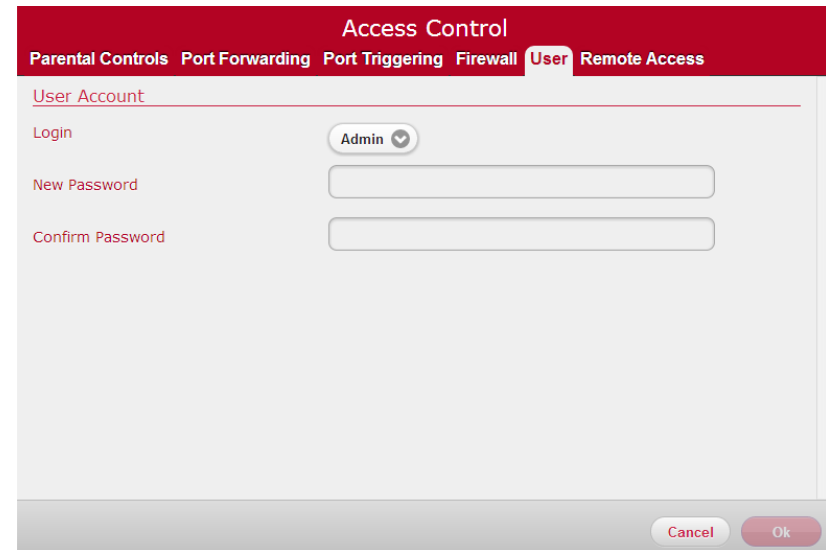 Access Control
Parental Controls Port Forwarding Port Triggering Firewall User Remote Access
User Account
Login Admin
New Password
Confirm Password
Cancel Ok